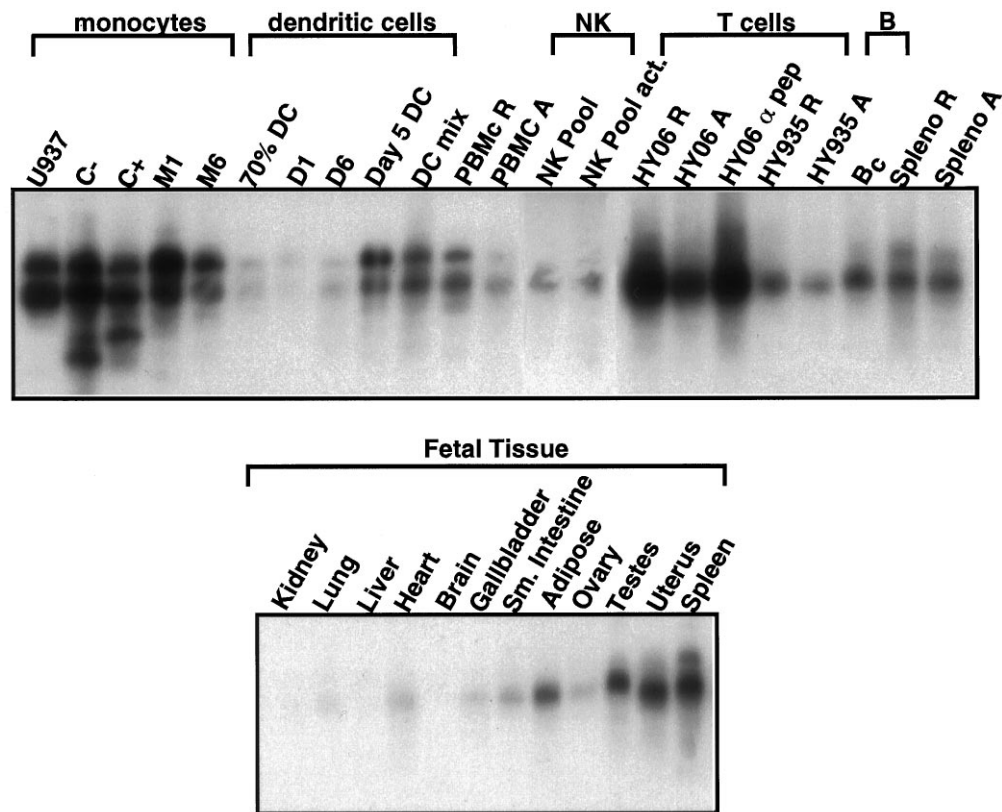 monocytes dendritic cells NK T cells B
U937 C- C+ M1 M6 70% DC D1 D6 Day 5 DC DC mix PBMc R PBMC A NK Pool NK Pool act. HY06 R HY06 A HY06 α pep HY935 R HY935 A Bc Spleno R Spleno A
Fetal Tissue
Kidney Lung Liver Heart Brain Gallbladder Sm. Intestine Adipose Ovary Testes Uterus Spleen